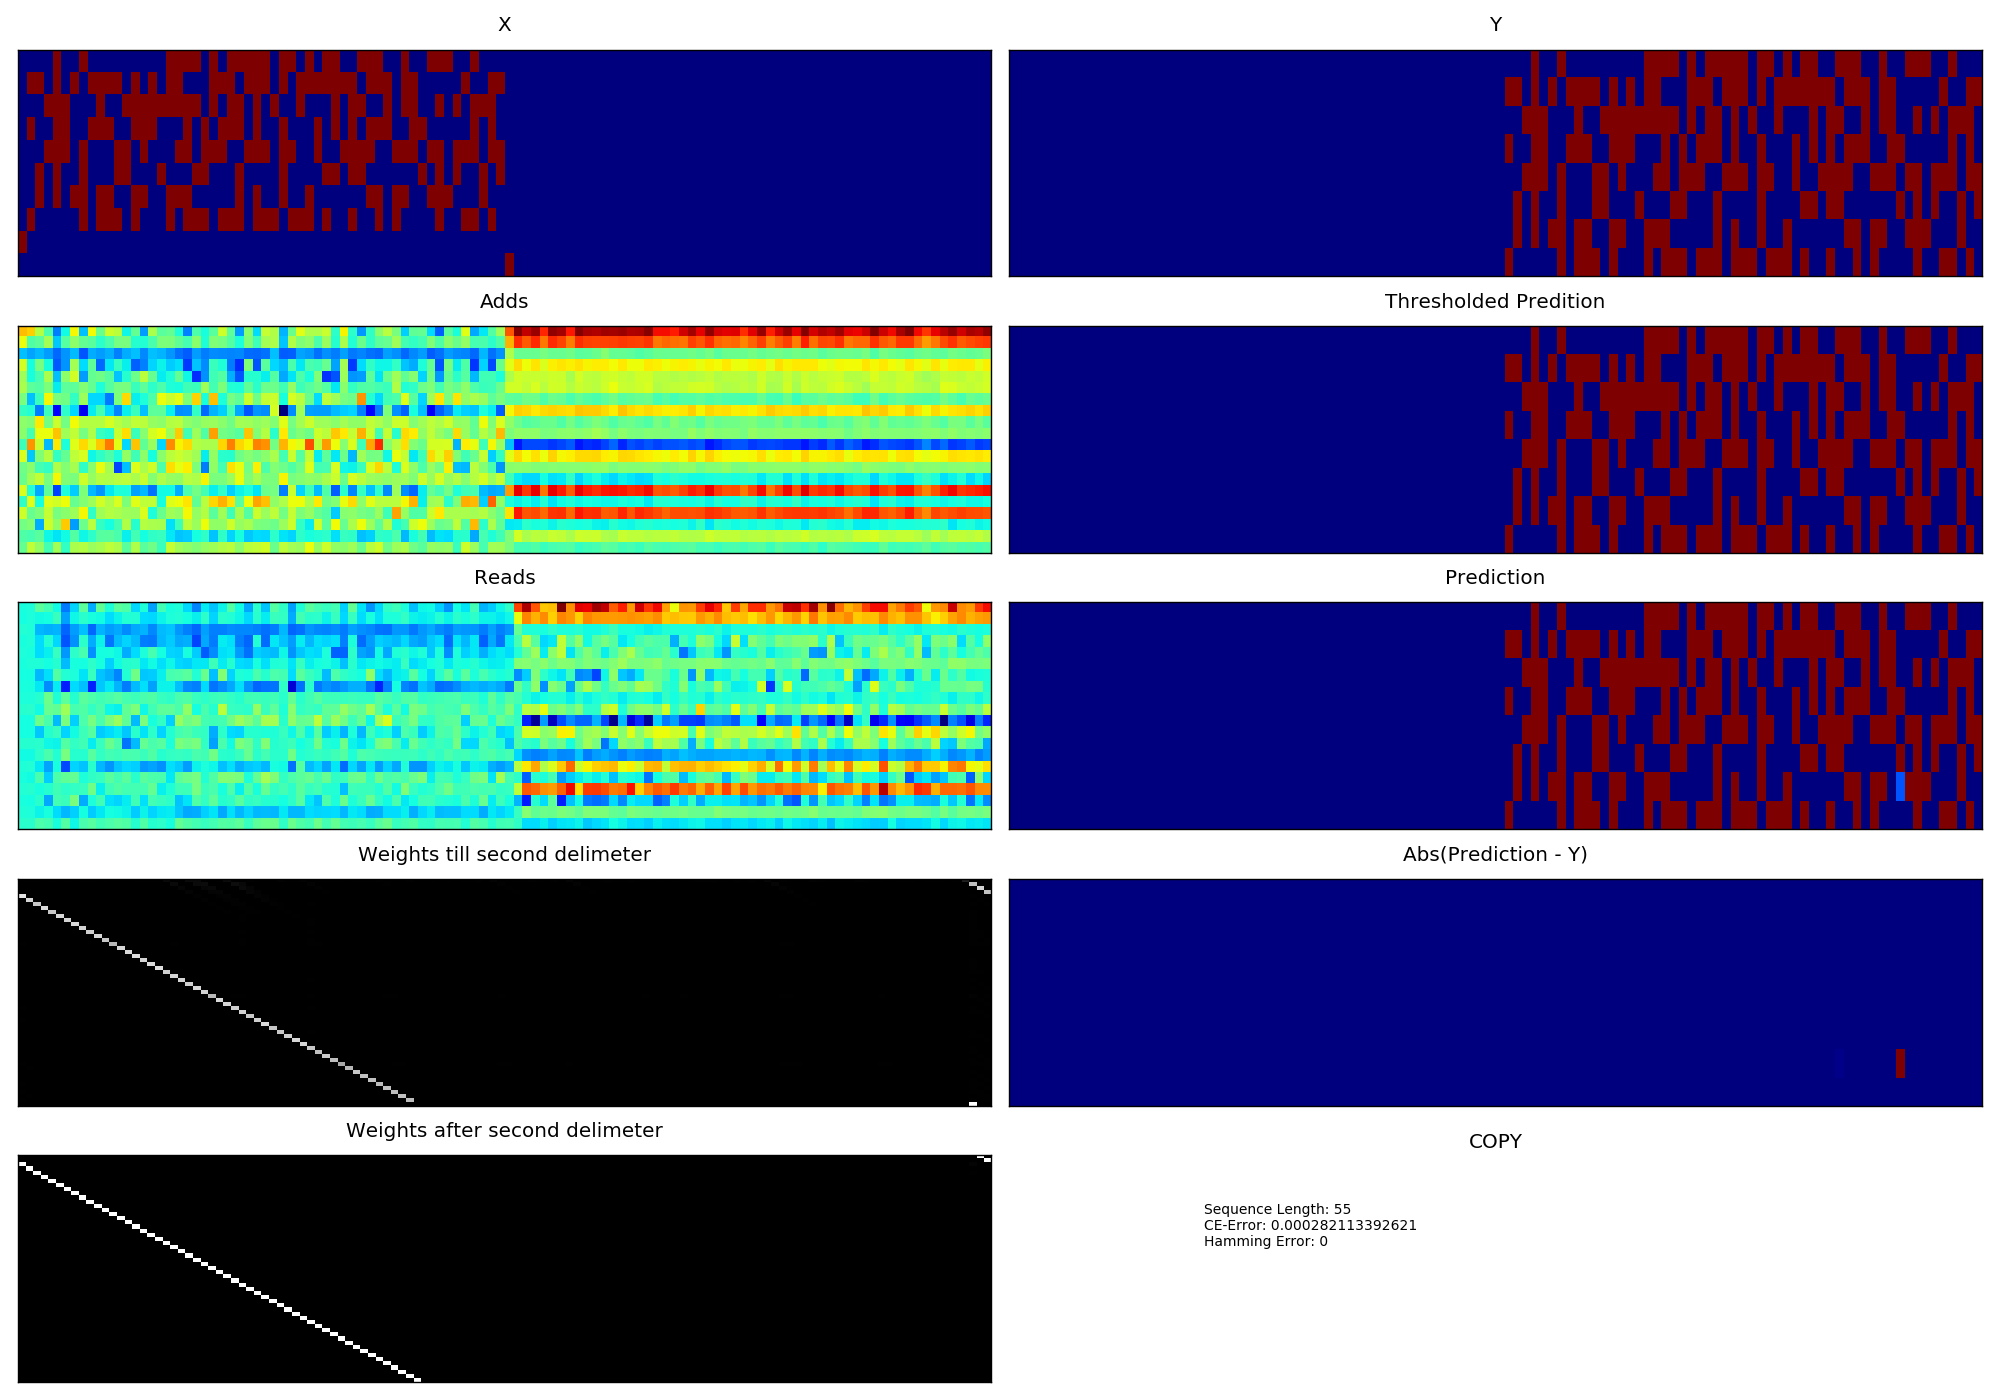 X
Y
Adds
Thresholded Predition
Reads
Prediction
Weights till second delimeter
Abs(Prediction - Y)
Weights after second delimeter
COPY
Sequence Length: 55
CE-Error: 0.000282113392621
Hamming Error: 0